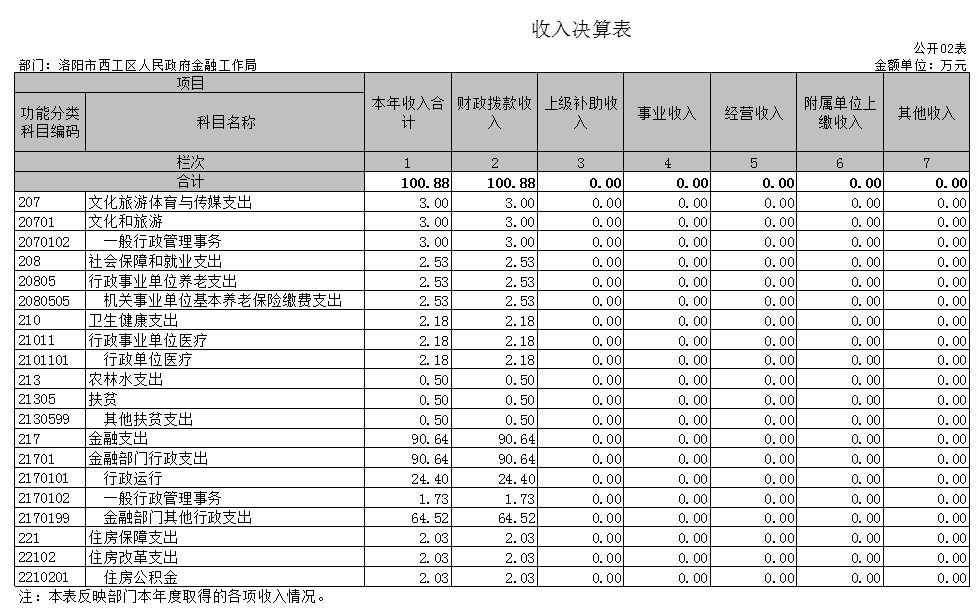 收入决算表
公开02表
部门：洛阳市西工区人民政府金融工作局 金额单位：万元
项目 本年收入合计 财政拨款收入 上级补助收入 事业收入 经营收入 附属单位上缴收入 其他收入
功能分类科目编码 科目名称
栏次 1 2 3 4 5 6 7
合计 100.88 100.88 0.00 0.00 0.00 0.00 0.00
207 文化旅游体育与传媒支出 3.00 3.00 0.00 0.00 0.00 0.00 0.00
20701 文化和旅游 3.00 3.00 0.00 0.00 0.00 0.00 0.00
2070102 一般行政管理事务 3.00 3.00 0.00 0.00 0.00 0.00 0.00
208 社会保障和就业支出 2.53 2.53 0.00 0.00 0.00 0.00 0.00
20805 行政事业单位养老支出 2.53 2.53 0.00 0.00 0.00 0.00 0.00
2080505 机关事业单位基本养老保险缴费支出 2.53 2.53 0.00 0.00 0.00 0.00 0.00
210 卫生健康支出 2.18 2.18 0.00 0.00 0.00 0.00 0.00
21011 行政事业单位医疗 2.18 2.18 0.00 0.00 0.00 0.00 0.00
2101101 行政单位医疗 2.18 2.18 0.00 0.00 0.00 0.00 0.00
213 农林水支出 0.50 0.50 0.00 0.00 0.00 0.00 0.00
21305 扶贫 0.50 0.50 0.00 0.00 0.00 0.00 0.00
2130599 其他扶贫支出 0.50 0.50 0.00 0.00 0.00 0.00 0.00
217 金融支出 90.64 90.64 0.00 0.00 0.00 0.00 0.00
21701 金融部门行政支出 90.64 90.64 0.00 0.00 0.00 0.00 0.00
2170101 行政运行 24.40 24.40 0.00 0.00 0.00 0.00 0.00
2170102 一般行政管理事务 1.73 1.73 0.00 0.00 0.00 0.00 0.00
2170199 金融部门其他行政支出 64.52 64.52 0.00 0.00 0.00 0.00 0.00
221 住房保障支出 2.03 2.03 0.00 0.00 0.00 0.00 0.00
22102 住房改革支出 2.03 2.03 0.00 0.00 0.00 0.00 0.00
2210201 住房公积金 2.03 2.03 0.00 0.00 0.00 0.00 0.00
注：本表反映部门本年度取得的各项收入情况。